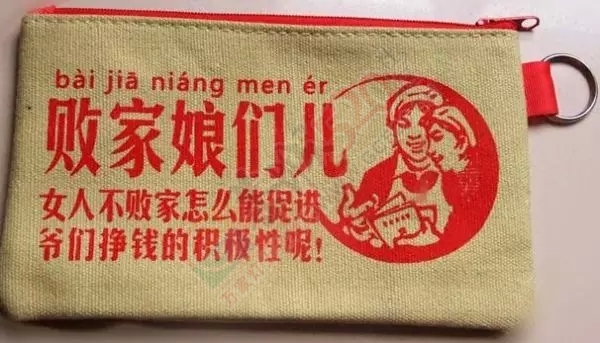 bài jiā niáng men ér
败家娘们儿
女人不败家怎么能促进
爷们挣钱的积极性呢!